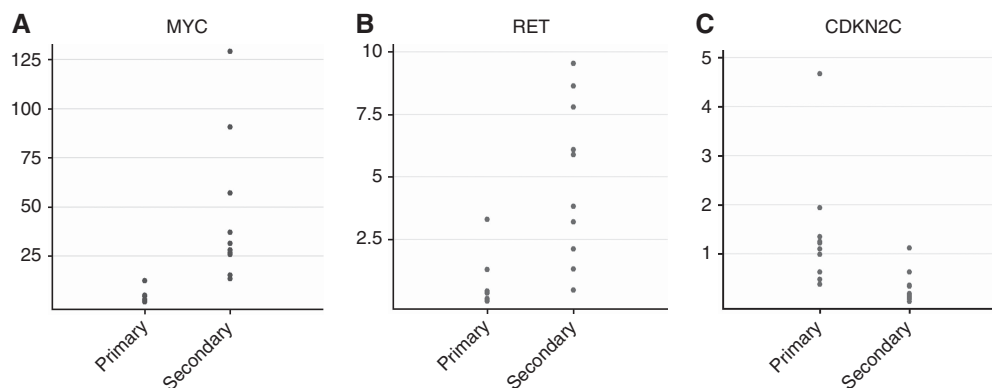 A
MYC
125
100
75
50
25
Primary
Secondary
B
RET
10
7.5
5
2.5
Primary
Secondary
C
CDKN2C
5
4
3
2
1
Primary
Secondary